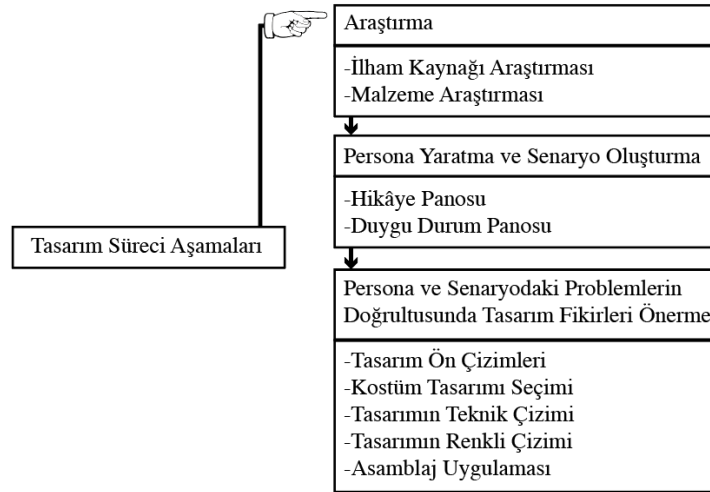 Araştırma
-İlham Kaynağı Araştırması
-Malzeme Araştırması
Persona Yaratma ve Senaryo Oluşturma
-Hikâye Panosu
-Duygu Durum Panosu
Tasarım Süreci Aşamaları
Persona ve Senaryodaki Problemlerin
Doğrultusunda Tasarım Fikirleri Önerme
-Tasarım Ön Çizimleri
-Kostüm Tasarımı Seçimi
-Tasarımın Teknik Çizimi
-Tasarımın Renkli Çizimi
-Asamblaj Uygulaması